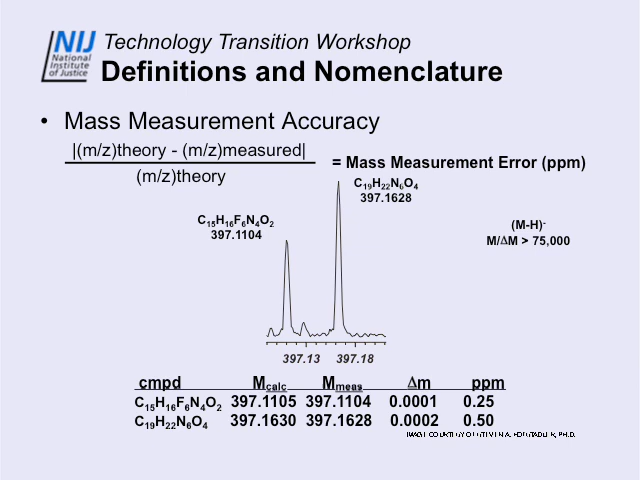 NIJ
National
Institute
of Justice
Technology Transition Workshop
Definitions and Nomenclature
• Mass Measurement Accuracy
|(m/z)theory - (m/z)measured|
(m/z)theory
= Mass Measurement Error (ppm)
C₁₉H₂₂N₆O₄
397.1628
C₁₅H₁₆F₆N₄O₂
397.1104
(M-H)⁻
M/ΔM > 75,000
397.13 397.18
cmpd Mcalc Mmeas Δm ppm
C₁₅H₁₆F₆N₄O₂ 397.1105 397.1104 0.0001 0.25
C₁₉H₂₂N₆O₄ 397.1630 397.1628 0.0002 0.50
PH.D.